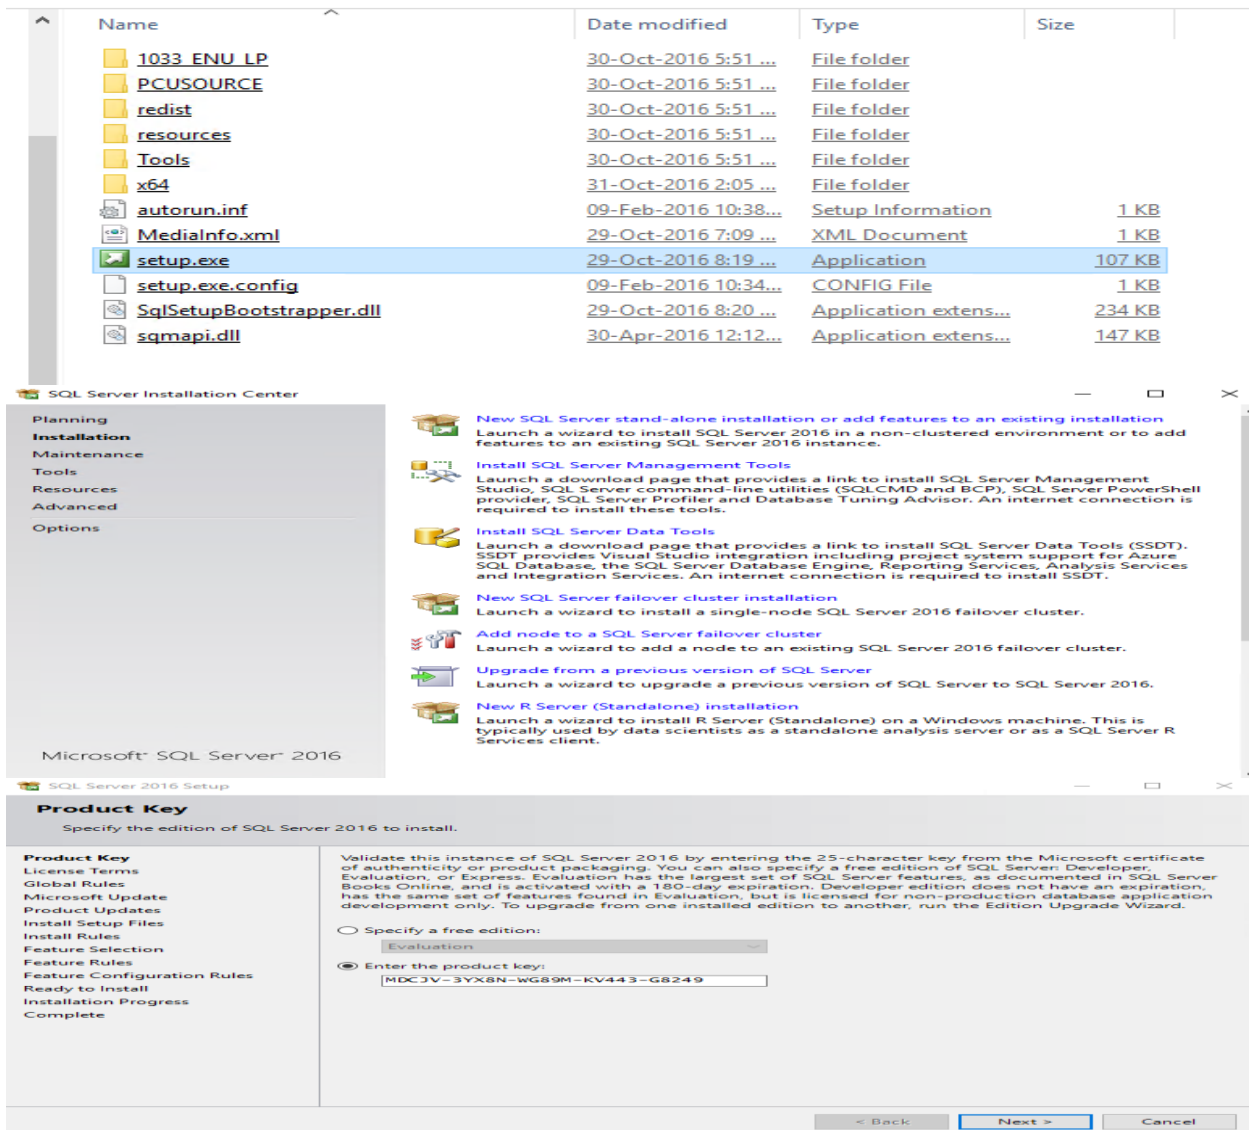 Name Date modified Type Size
1033_ENU_LP 30-Oct-2016 5:51 ... File folder
PCUSOURCE 30-Oct-2016 5:51 ... File folder
redist 30-Oct-2016 5:51 ... File folder
resources 30-Oct-2016 5:51 ... File folder
Tools 30-Oct-2016 5:51 ... File folder
x64 31-Oct-2016 2:05 ... File folder
autorun.inf 09-Feb-2016 10:38... Setup Information 1 KB
MediaInfo.xml 29-Oct-2016 7:09 ... XML Document 1 KB
setup.exe 29-Oct-2016 8:19 ... Application 107 KB
setup.exe.config 09-Feb-2016 10:34... CONFIG File 1 KB
SqlSetupBootstrapper.dll 29-Oct-2016 8:20 ... Application extens... 234 KB
sqmapi.dll 30-Apr-2016 12:12... Application extens... 147 KB
SQL Server Installation Center
Planning
Installation
Maintenance
Tools
Resources
Advanced
Options
Microsoft SQL Server 2016
New SQL Server stand-alone installation or add features to an existing installation
Launch a wizard to install SQL Server 2016 in a non-clustered environment or to add
features to an existing SQL Server 2016 instance.
Install SQL Server Management Tools
Launch a download page that provides a link to install SQL Server Management
Studio, SQL Server command-line utilities (SQLCMD and BCP), SQL Server PowerShell
provider, SQL Server Profiler and Database Tuning Advisor. An internet connection is
required to install these tools.
Install SQL Server Data Tools
Launch a download page that provides a link to install SQL Server Data Tools (SSDT).
SSDT provides Visual Studio integration including project system support for Azure
SQL Database, the SQL Server Database Engine, Reporting Services, Analysis Services
and Integration Services. An internet connection is required to install SSDT.
New SQL Server failover cluster installation
Launch a wizard to install a single-node SQL Server 2016 failover cluster.
Add node to a SQL Server failover cluster
Launch a wizard to add a node to an existing SQL Server 2016 failover cluster.
Upgrade from a previous version of SQL Server
Launch a wizard to upgrade a previous version of SQL Server to SQL Server 2016.
New R Server (Standalone) installation
Launch a wizard to install R Server (Standalone) on a Windows machine. This is
typically used by data scientists as a standalone analysis server or as a SQL Server R
Services client.
SQL Server 2016 Setup
Product Key
Specify the edition of SQL Server 2016 to install.
Product Key
License Terms
Global Rules
Microsoft Update
Product Updates
Install Setup Files
Install Rules
Feature Selection
Feature Rules
Feature Configuration Rules
Ready to Install
Installation Progress
Complete
Validate this instance of SQL Server 2016 by entering the 25-character key from the Microsoft certificate
of authenticity or product packaging. You can also specify a free edition of SQL Server: Developer,
Evaluation, or Express. Evaluation has the largest set of SQL Server features, as documented in SQL Server
Books Online, and is activated with a 180-day expiration. Developer edition does not have an expiration,
has the same set of features found in Evaluation, but is licensed for non-production database application
development only. To upgrade from one installed edition to another, run the Edition Upgrade Wizard.
Specify a free edition:
Evaluation
Enter the product key:
MDCJV-3YX8N-WG89M-KV443-G8249
< Back Next > Cancel